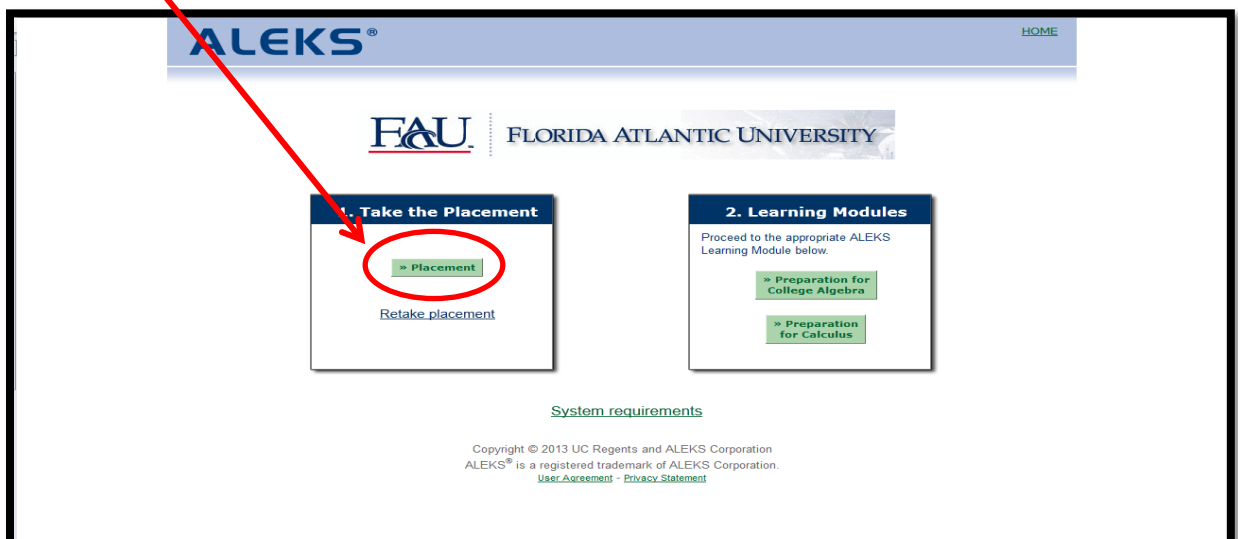 ALEKS®
HOME
FAU
FLORIDA ATLANTIC UNIVERSITY
1. Take the Placement
» Placement
Retake placement
2. Learning Modules
Proceed to the appropriate ALEKS
Learning Module below.
» Preparation for
College Algebra
» Preparation
for Calculus
System requirements
Copyright © 2013 UC Regents and ALEKS Corporation
ALEKS® is a registered trademark of ALEKS Corporation.
User Agreement - Privacy Statement